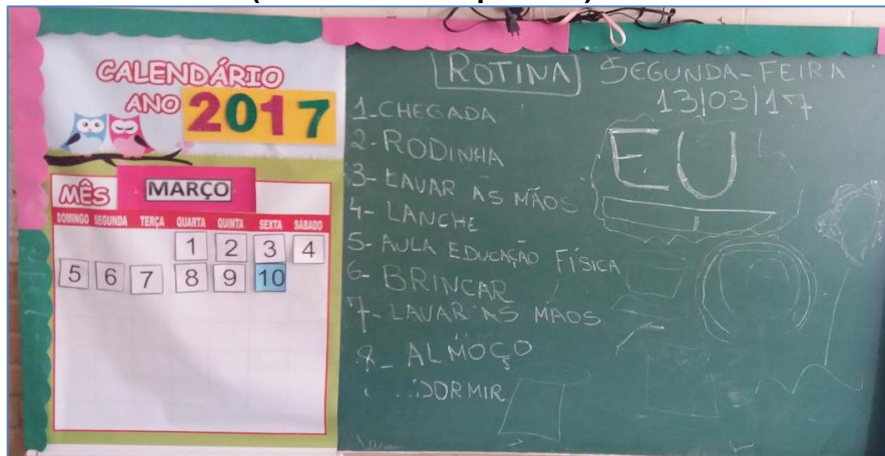 CALENDÁRIO
ANO 2017
MÊS MARÇO
DOMINGO SEGUNDA TERÇA QUARTA QUINTA SEXTA SÁBADO
1 2 3 4
5 6 7 8 9 10
ROTINA SEGUNDA-FEIRA
13/03/17
1-CHEGADA
2-RODINHA
3-LAVAR AS MÃOS
4-LANCHE
5-AULA EDUCAÇÃO FÍSICA
6-BRINCAR
7-LAVAR AS MAOS
8-ALMOÇO
DORMIR
EU